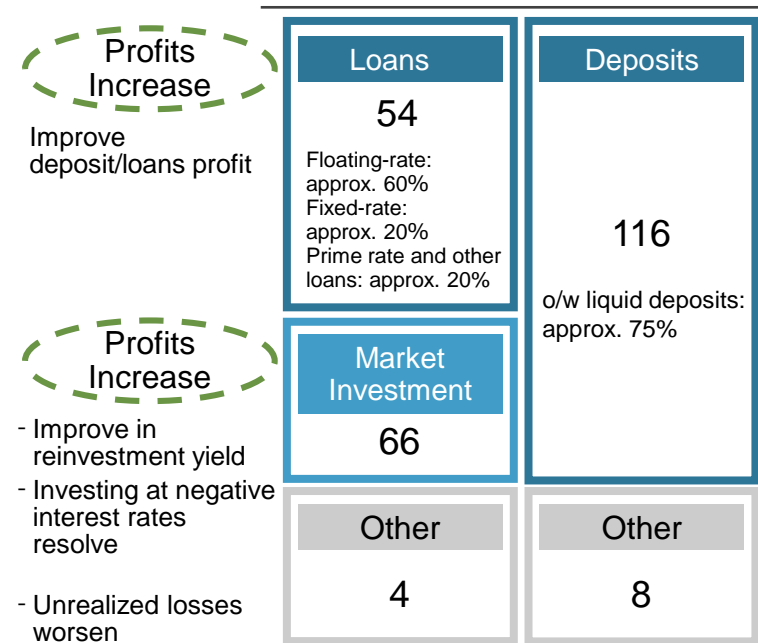 Profits
Increase
Improve
deposit/loans profit
Loans
54
Floating-rate:
approx. 60%
Fixed-rate:
approx. 20%
Prime rate and other
loans: approx. 20%
Deposits
116
o/w liquid deposits:
approx. 75%
Profits
Increase
- Improve in
reinvestment yield
- Investing at negative
interest rates
resolve
- Unrealized losses
worsen
Market
Investment
66
Other
4
Other
8